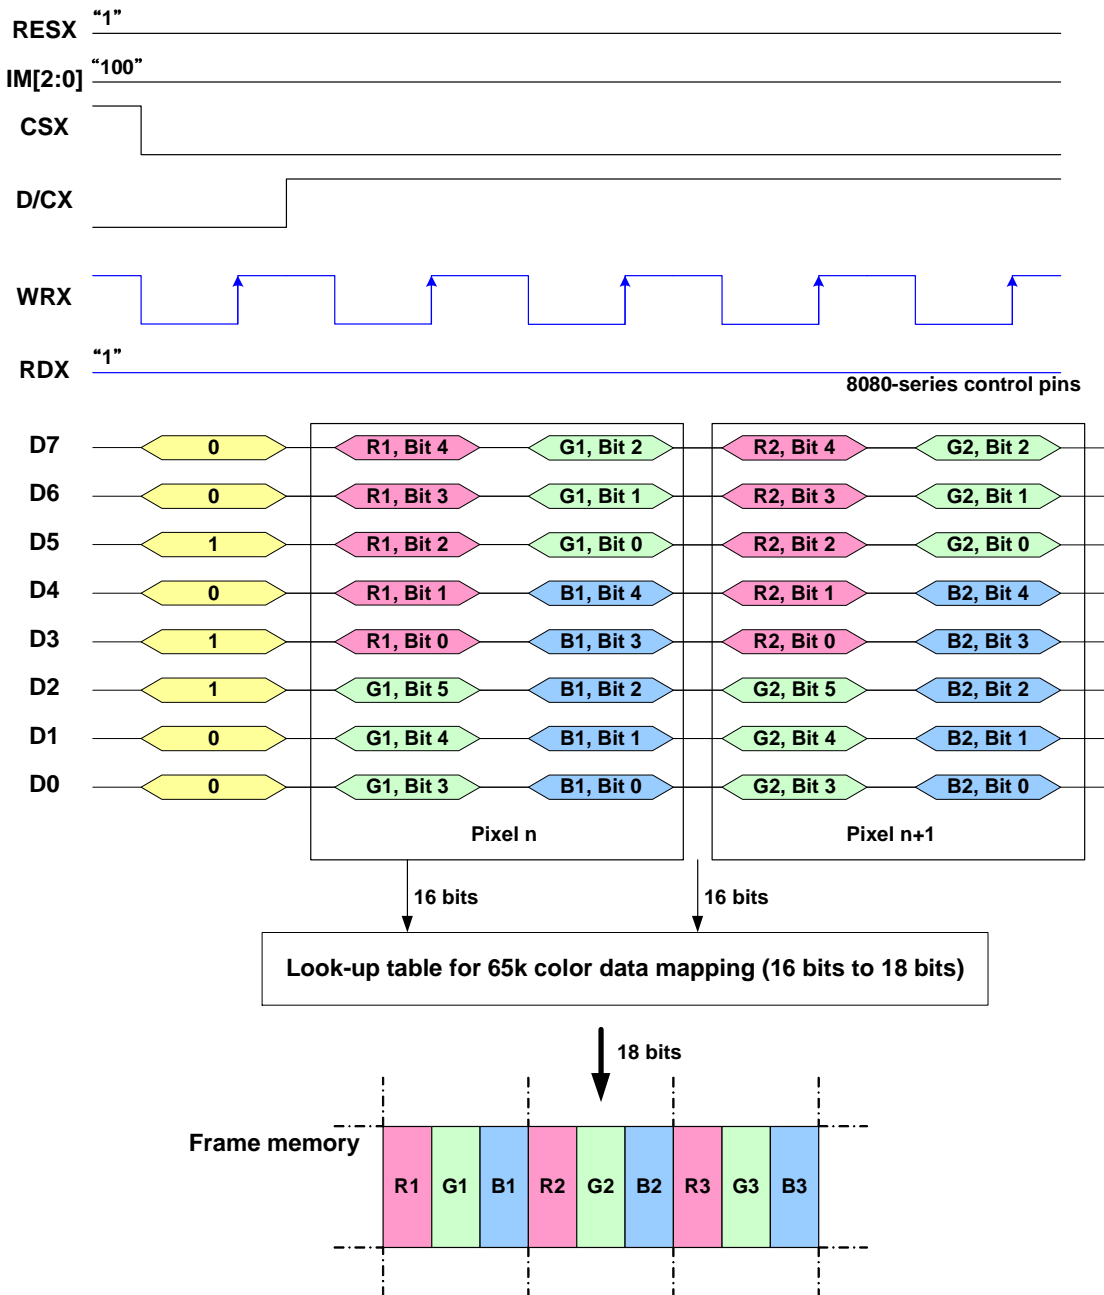 RESX “1”
IM[2:0] “100”
CSX
D/CX
WRX
RDX “1”
8080-series control pins
D7 0 R1, Bit 4 G1, Bit 2 R2, Bit 4 G2, Bit 2
D6 0 R1, Bit 3 G1, Bit 1 R2, Bit 3 G2, Bit 1
D5 1 R1, Bit 2 G1, Bit 0 R2, Bit 2 G2, Bit 0
D4 0 R1, Bit 1 B1, Bit 4 R2, Bit 1 B2, Bit 4
D3 1 R1, Bit 0 B1, Bit 3 R2, Bit 0 B2, Bit 3
D2 1 G1, Bit 5 B1, Bit 2 G2, Bit 5 B2, Bit 2
D1 0 G1, Bit 4 B1, Bit 1 G2, Bit 4 B2, Bit 1
D0 0 G1, Bit 3 B1, Bit 0 G2, Bit 3 B2, Bit 0
Pixel n Pixel n+1
16 bits 16 bits
Look-up table for 65k color data mapping (16 bits to 18 bits)
18 bits
Frame memory
R1 G1 B1 R2 G2 B2 R3 G3 B3